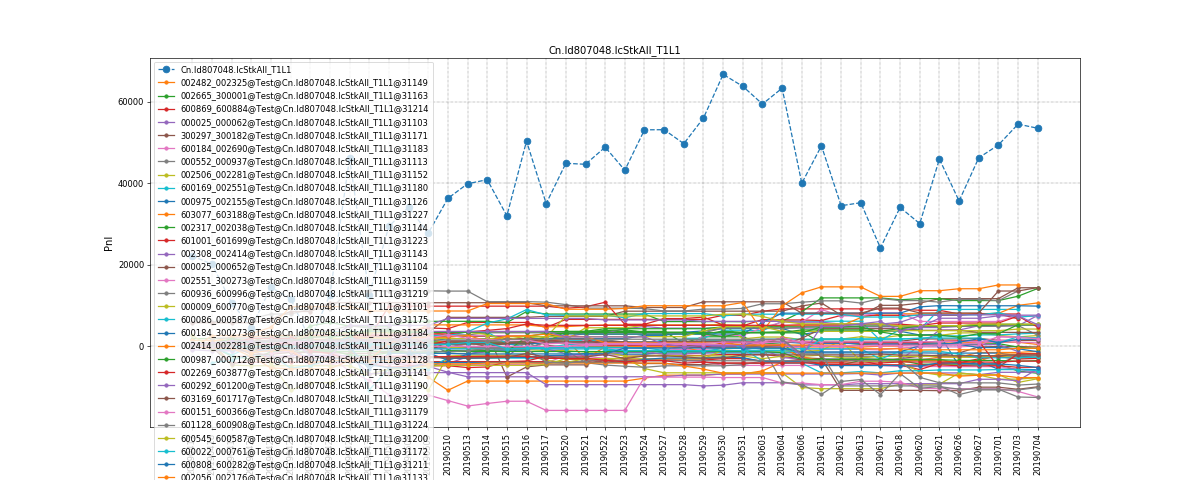 Cn.Id807048.IcStkAll_T1L1
Cn.Id807048.IcStkAll_T1L1
002482_002325@Test@Cn.Id807048.IcStkAll_T1L1@31149
002665_300001@Test@Cn.Id807048.IcStkAll_T1L1@31163
600869_600884@Test@Cn.Id807048.IcStkAll_T1L1@31214
000025_000062@Test@Cn.Id807048.IcStkAll_T1L1@31103
300297_300182@Test@Cn.Id807048.IcStkAll_T1L1@31171
600184_002690@Test@Cn.Id807048.IcStkAll_T1L1@31183
000552_000937@Test@Cn.Id807048.IcStkAll_T1L1@31113
002506_002281@Test@Cn.Id807048.IcStkAll_T1L1@31152
600169_002551@Test@Cn.Id807048.IcStkAll_T1L1@31180
000975_002155@Test@Cn.Id807048.IcStkAll_T1L1@31126
603077_603188@Test@Cn.Id807048.IcStkAll_T1L1@31227
002317_002038@Test@Cn.Id807048.IcStkAll_T1L1@31144
601001_601699@Test@Cn.Id807048.IcStkAll_T1L1@31223
002308_002414@Test@Cn.Id807048.IcStkAll_T1L1@31143
000025_000652@Test@Cn.Id807048.IcStkAll_T1L1@31104
002551_300273@Test@Cn.Id807048.IcStkAll_T1L1@31159
600936_600996@Test@Cn.Id807048.IcStkAll_T1L1@31219
000009_600770@Test@Cn.Id807048.IcStkAll_T1L1@31101
600086_000587@Test@Cn.Id807048.IcStkAll_T1L1@31175
600184_300273@Test@Cn.Id807048.IcStkAll_T1L1@31184
002414_002281@Test@Cn.Id807048.IcStkAll_T1L1@31146
000987_000712@Test@Cn.Id807048.IcStkAll_T1L1@31128
002269_603877@Test@Cn.Id807048.IcStkAll_T1L1@31141
600292_601200@Test@Cn.Id807048.IcStkAll_T1L1@31190
603169_601717@Test@Cn.Id807048.IcStkAll_T1L1@31229
600151_600366@Test@Cn.Id807048.IcStkAll_T1L1@31179
601128_600908@Test@Cn.Id807048.IcStkAll_T1L1@31224
600545_600587@Test@Cn.Id807048.IcStkAll_T1L1@31200
600022_000761@Test@Cn.Id807048.IcStkAll_T1L1@31172
600808_600282@Test@Cn.Id807048.IcStkAll_T1L1@31211
002056_002176@Test@Cn.Id807048.IcStkAll_T1L1@31133
Pnl
60000
40000
20000
0
20190510
20190513
20190514
20190515
20190516
20190517
20190520
20190521
20190522
20190523
20190524
20190527
20190528
20190529
20190530
20190531
20190603
20190604
20190606
20190611
20190612
20190613
20190617
20190618
20190620
20190621
20190626
20190627
20190701
20190703
20190704